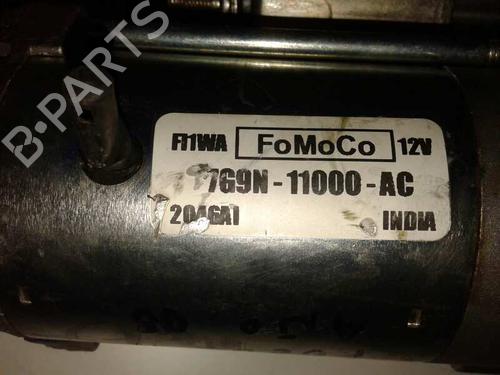 B-PARTS
F11WA FoMoCo 12V
7G9N-11000-AC
2046A1 INDIA